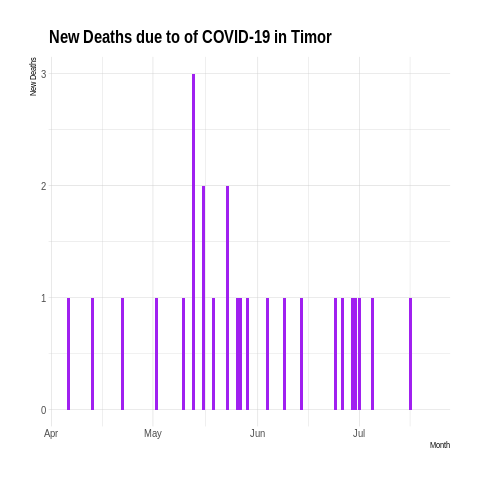 New Deaths due to of COVID-19 in Timor
New Deaths
3
2
1
0
Apr May Jun Jul
Month